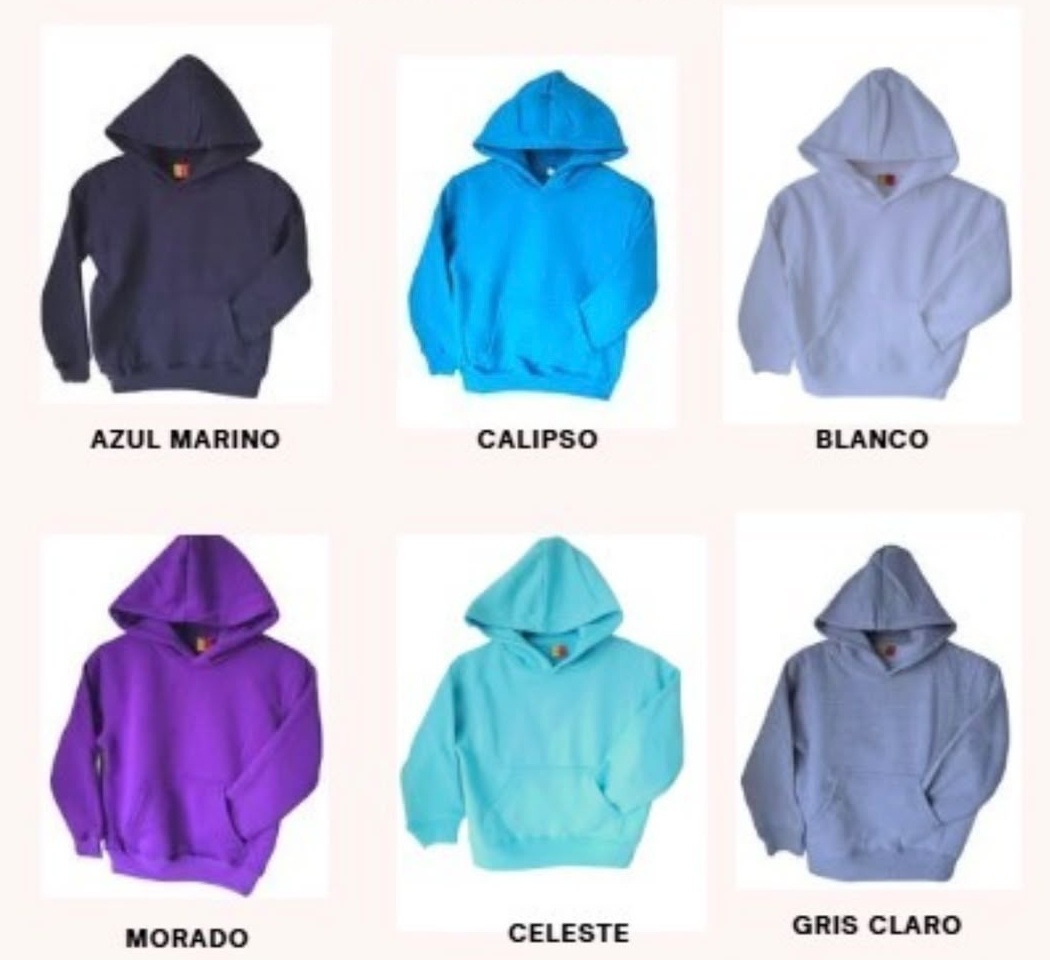 AZUL MARINO
CALIPSO
BLANCO
MORADO
CELESTE
GRIS CLARO